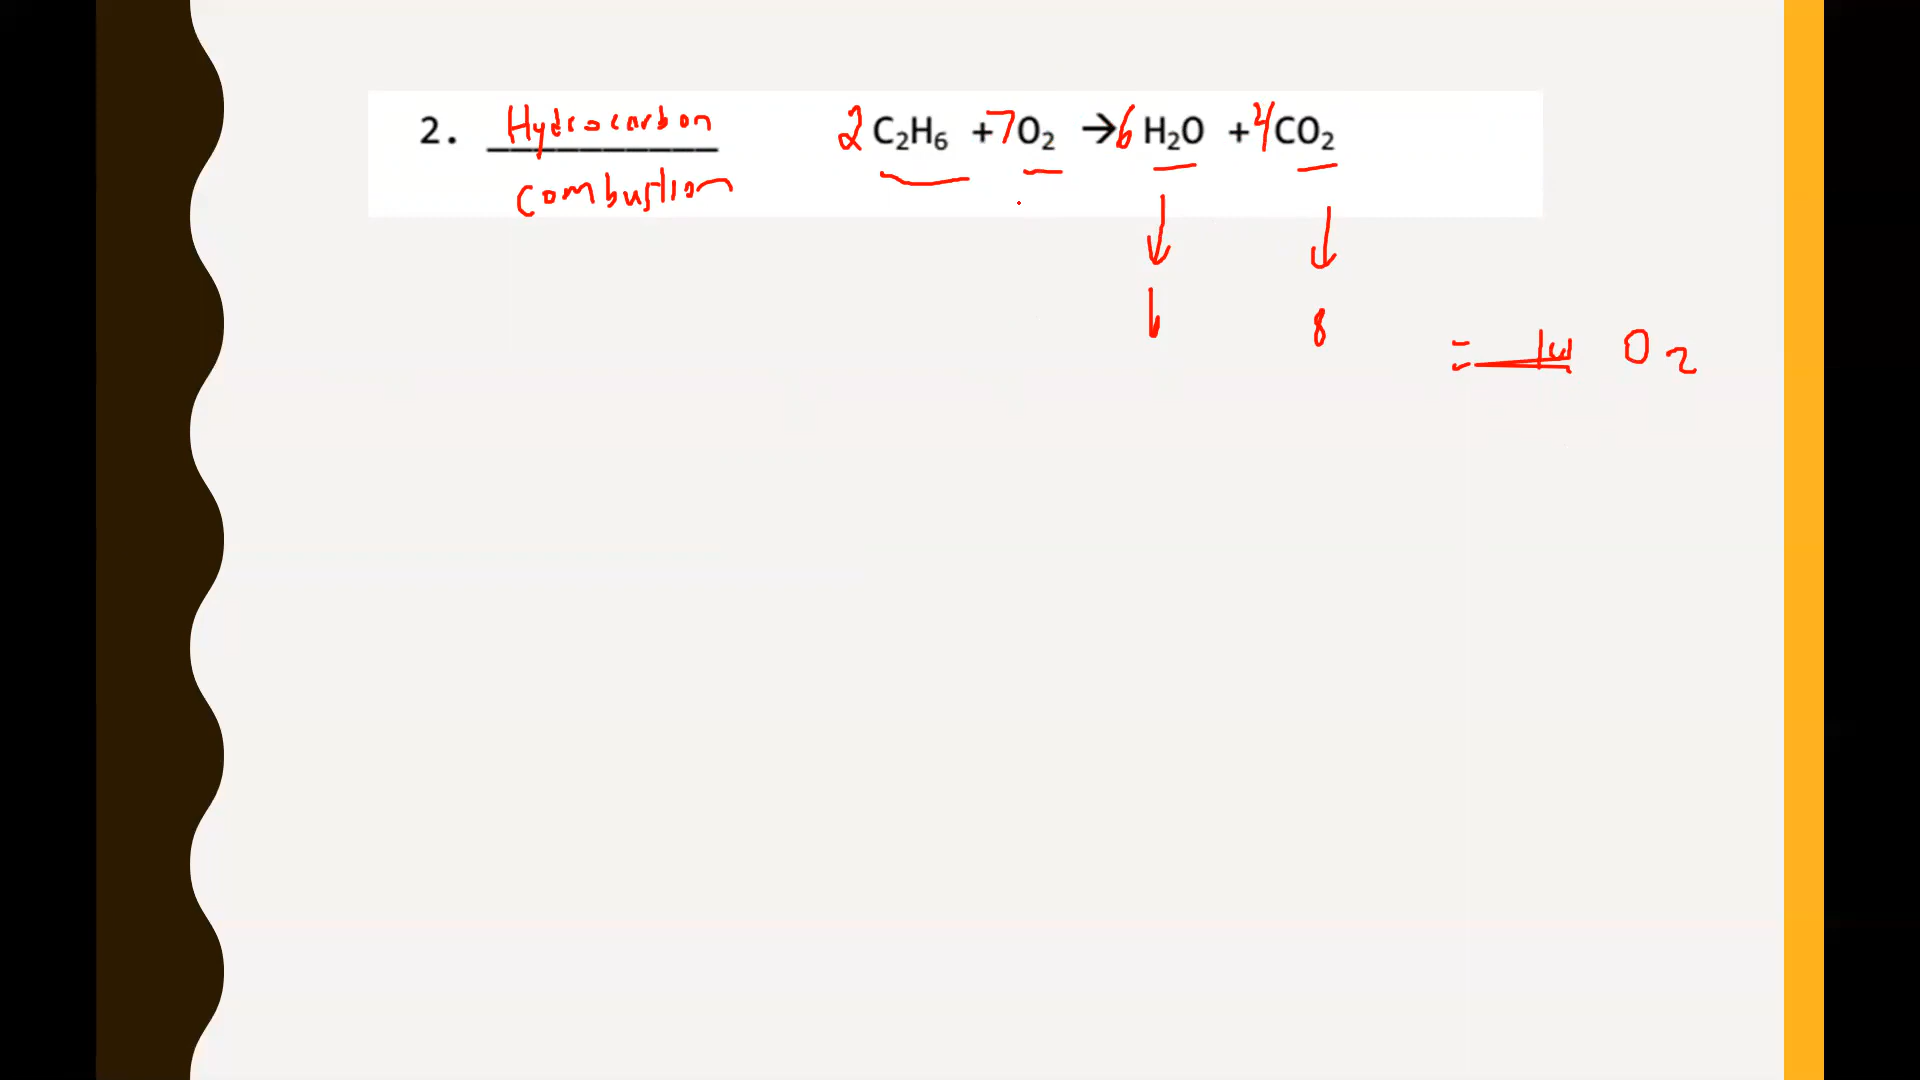 2. Hydrocarbon 2 C₂H₆ +7O₂ →6 H₂O +4CO₂
combustion
6 8
= 14 O₂